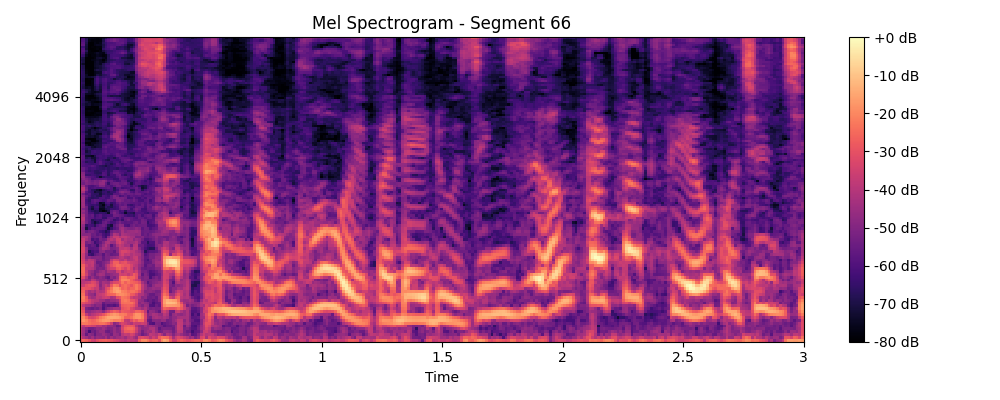 Mel Spectrogram - Segment 66
+0 dB
-10 dB
-20 dB
-30 dB
-40 dB
-50 dB
-60 dB
-70 dB
-80 dB
Frequency
4096
2048
1024
512
0
0 0.5 1 1.5 2 2.5 3
Time